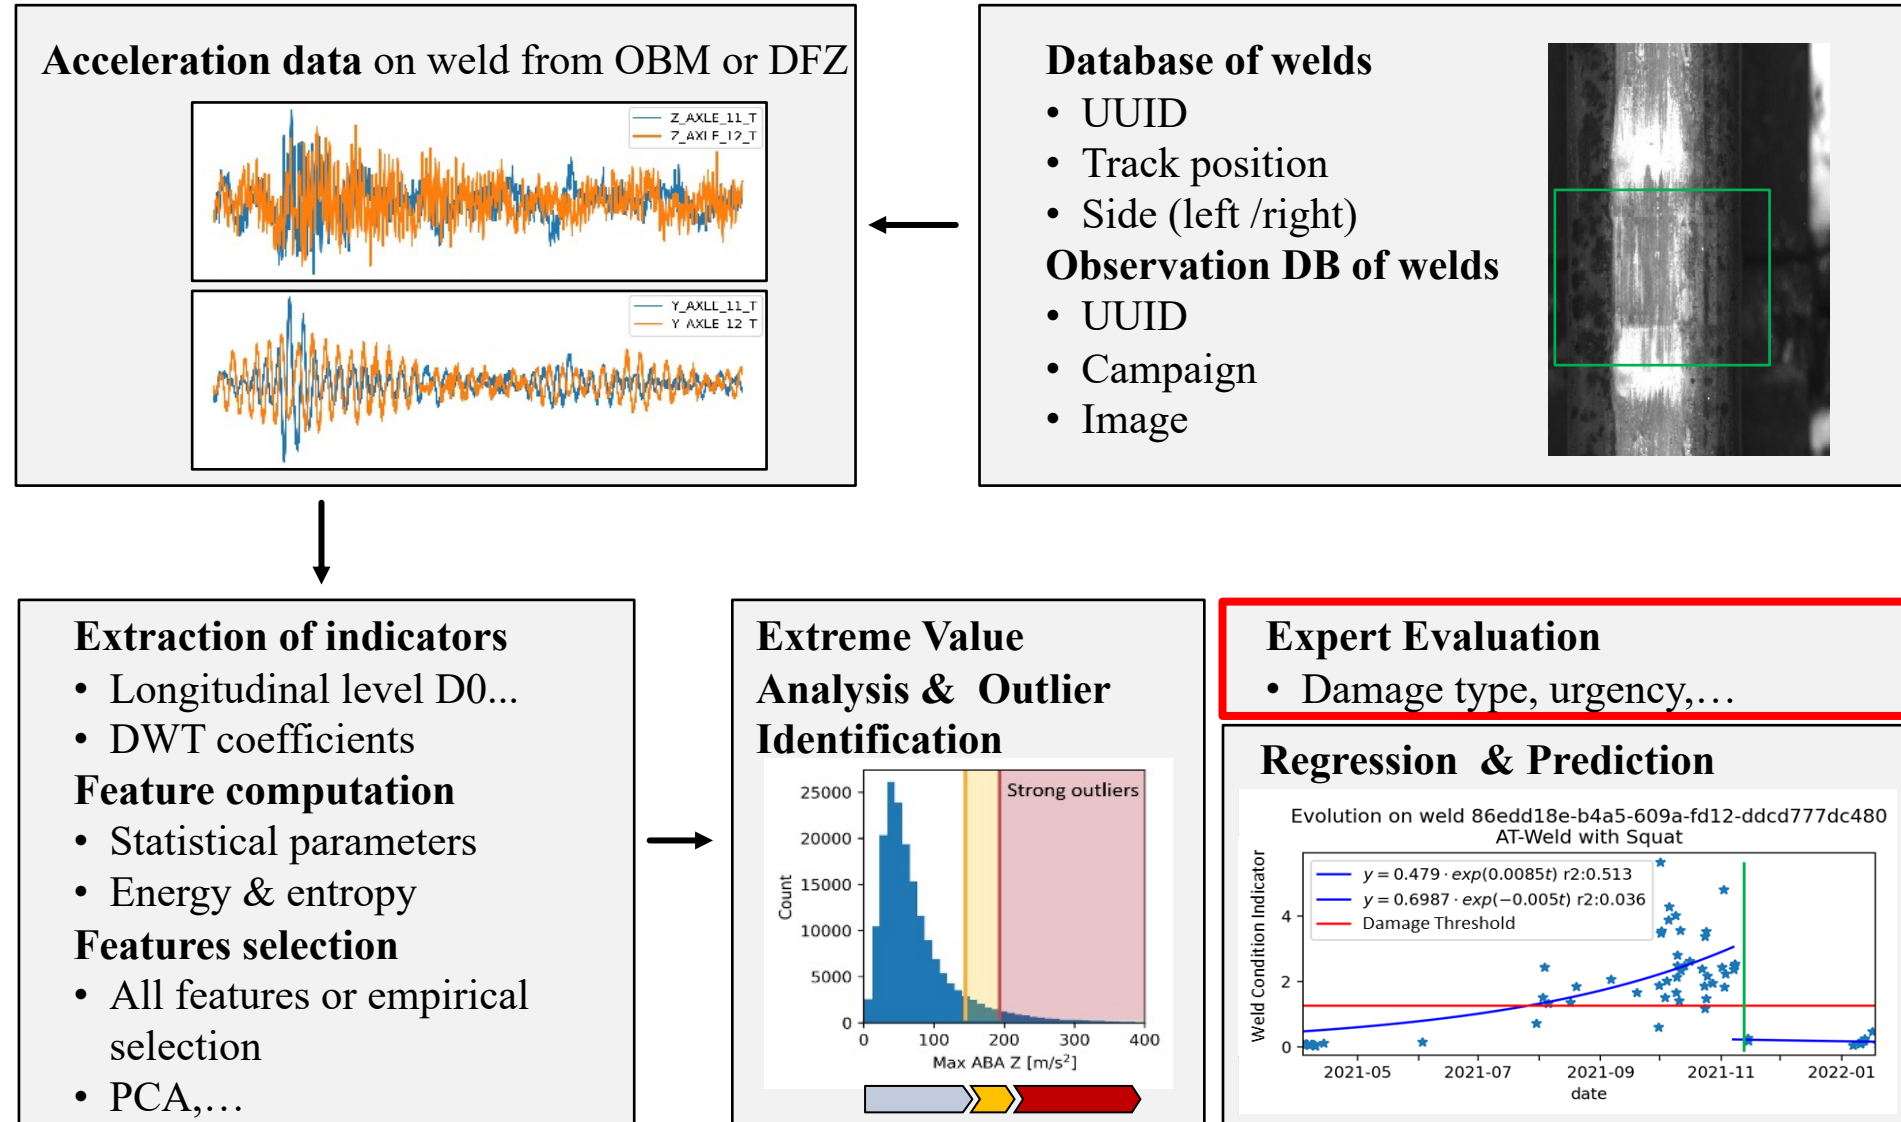 Acceleration data on weld from OBM or DFZ
Z_AXLE_11_T
Z_AXLE_12_T
Y_AXLE_11_T
Y_AXLE_12_T
Database of welds
• UUID
• Track position
• Side (left /right)
Observation DB of welds
• UUID
• Campaign
• Image
Extraction of indicators
• Longitudinal level D0...
• DWT coefficients
Feature computation
• Statistical parameters
• Energy & entropy
Features selection
• All features or empirical
selection
• PCA,…
Extreme Value
Analysis & Outlier
Identification
Strong outliers
25000
20000
15000
10000
5000
0
Count
0 100 200 300 400
Max ABA Z [m/s²]
Expert Evaluation
• Damage type, urgency,…
Regression & Prediction
Evolution on weld 86edd18e-b4a5-609a-fd12-ddcd777dc480
AT-Weld with Squat
y = 0.479 · exp(0.0085t) r2:0.513
y = 0.6987 · exp(−0.005t) r2:0.036
Damage Threshold
Weld Condition Indicator
4
2
0
2021-05 2021-07 2021-09 2021-11 2022-01
date